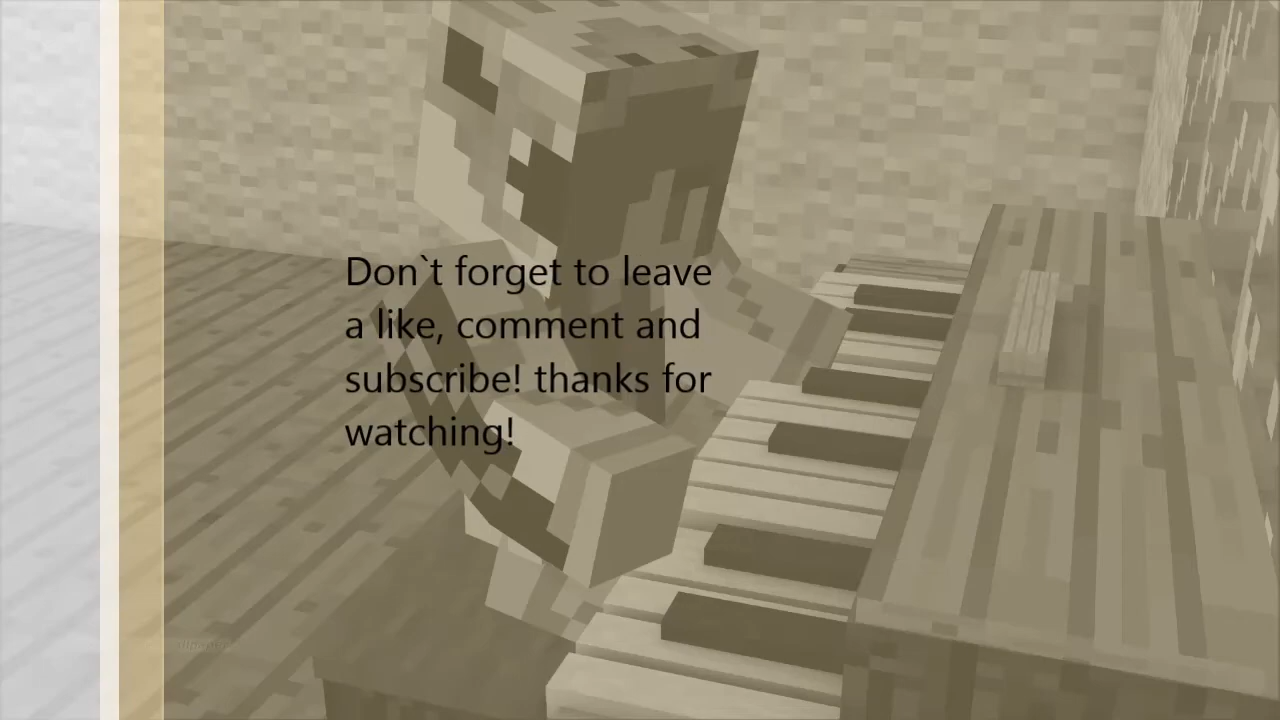 Don`t forget to leave
a like, comment and
subscribe! thanks for
watching!